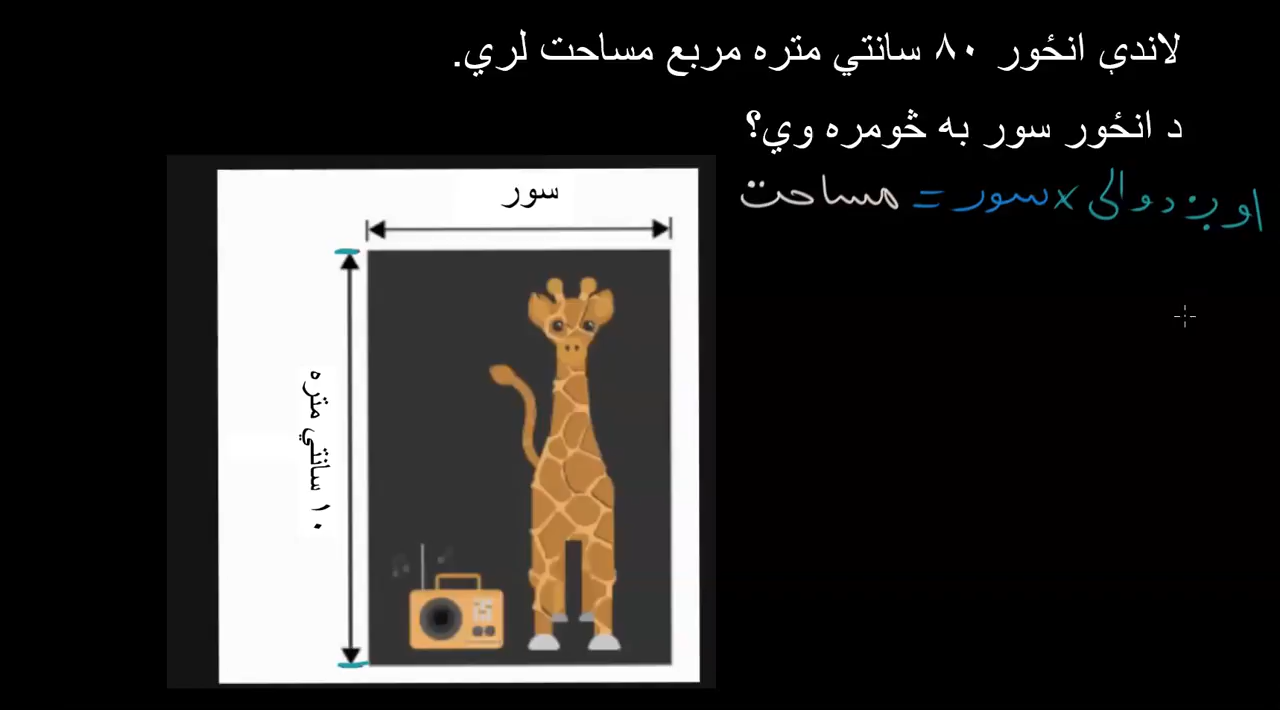 لاندې انځور ۸۰ سانتي متره مربع مساحت لري.
د انځور سور به څومره وي؟
اوږدوالی × سور = مساحت
سور
۱۰ سانتي متره